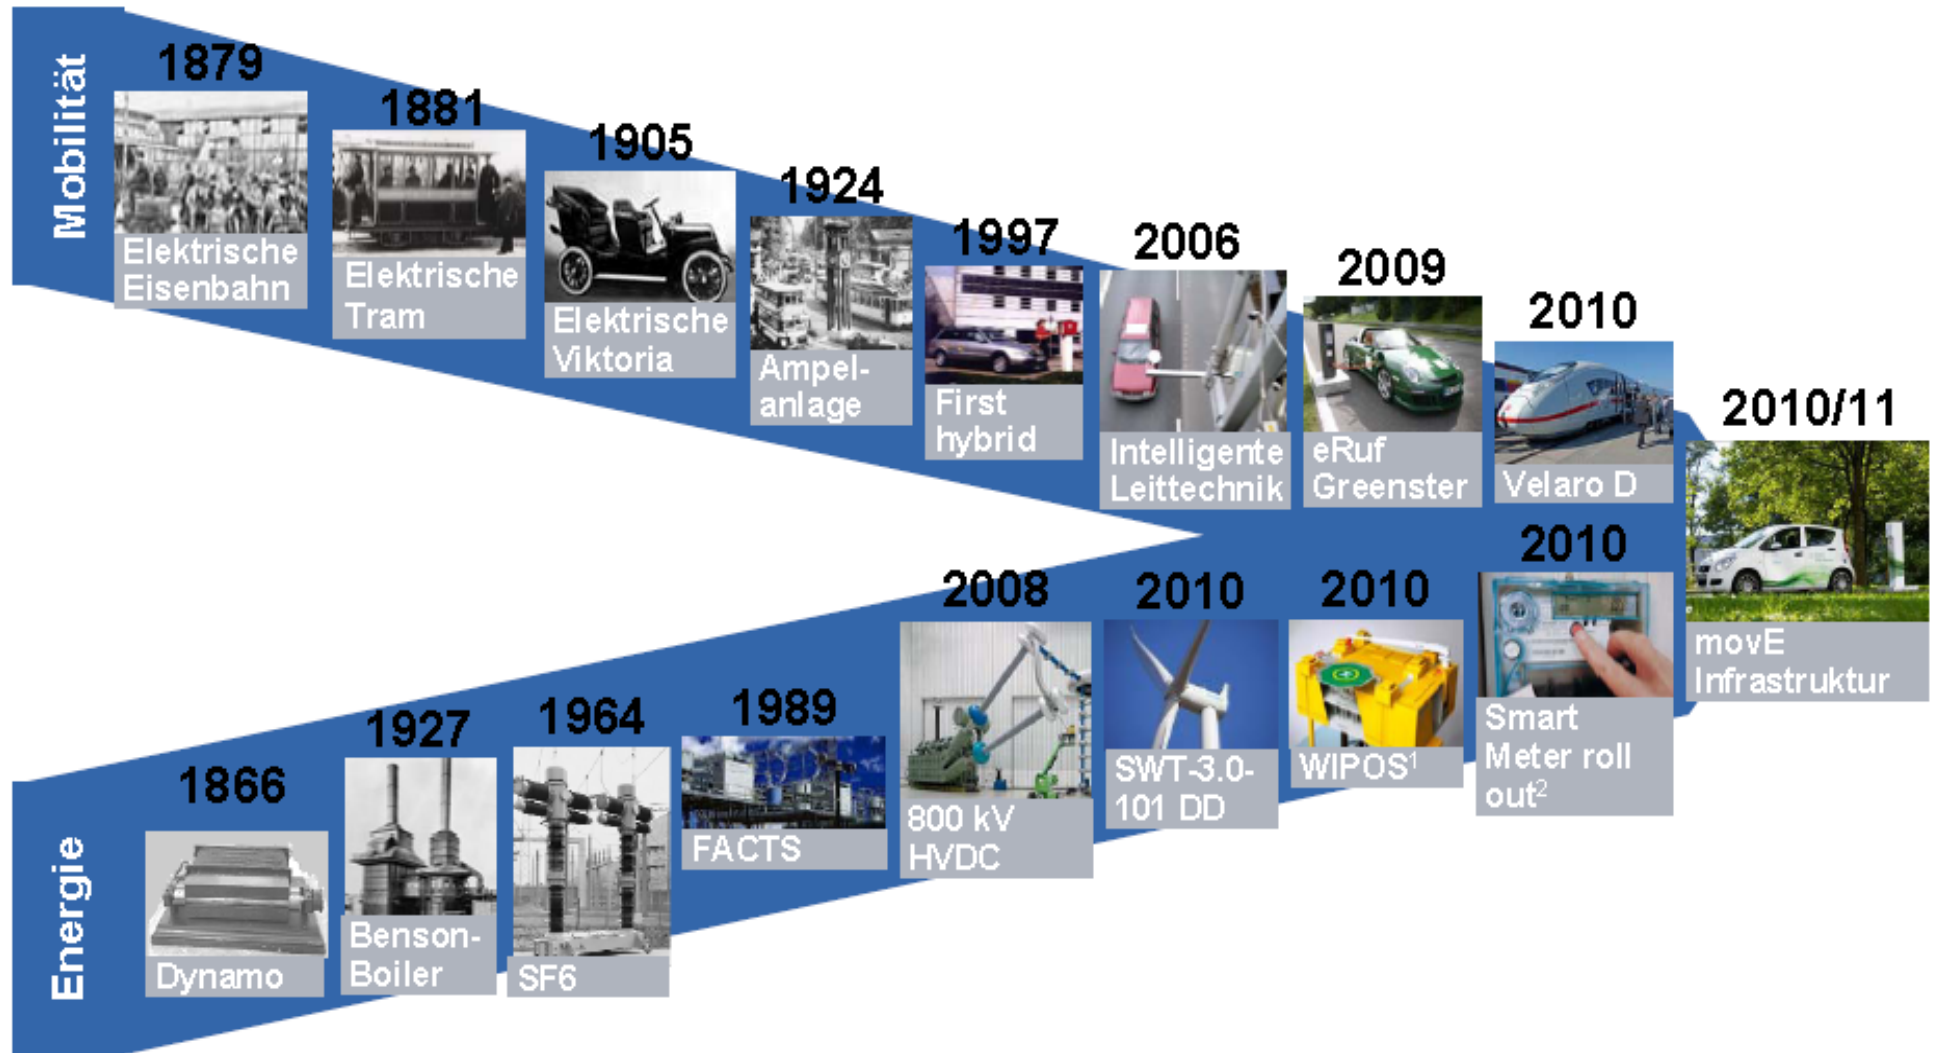 Mobilität
1879
Elektrische
Eisenbahn
1881
Elektrische
Tram
1905
Elektrische
Viktoria
1924
Ampel-
anlage
1997
First
hybrid
2006
Intelligente
Leittechnik
2009
eRuf
Greenster
2010
Velaro D
2010/11
movE
Infrastruktur
Energie
1866
Dynamo
1927
Benson-
Boiler
1964
SF6
1989
FACTS
2008
800 kV
HVDC
2010
SWT-3.0-
101 DD
2010
WIPOS¹
2010
Smart
Meter roll
out²